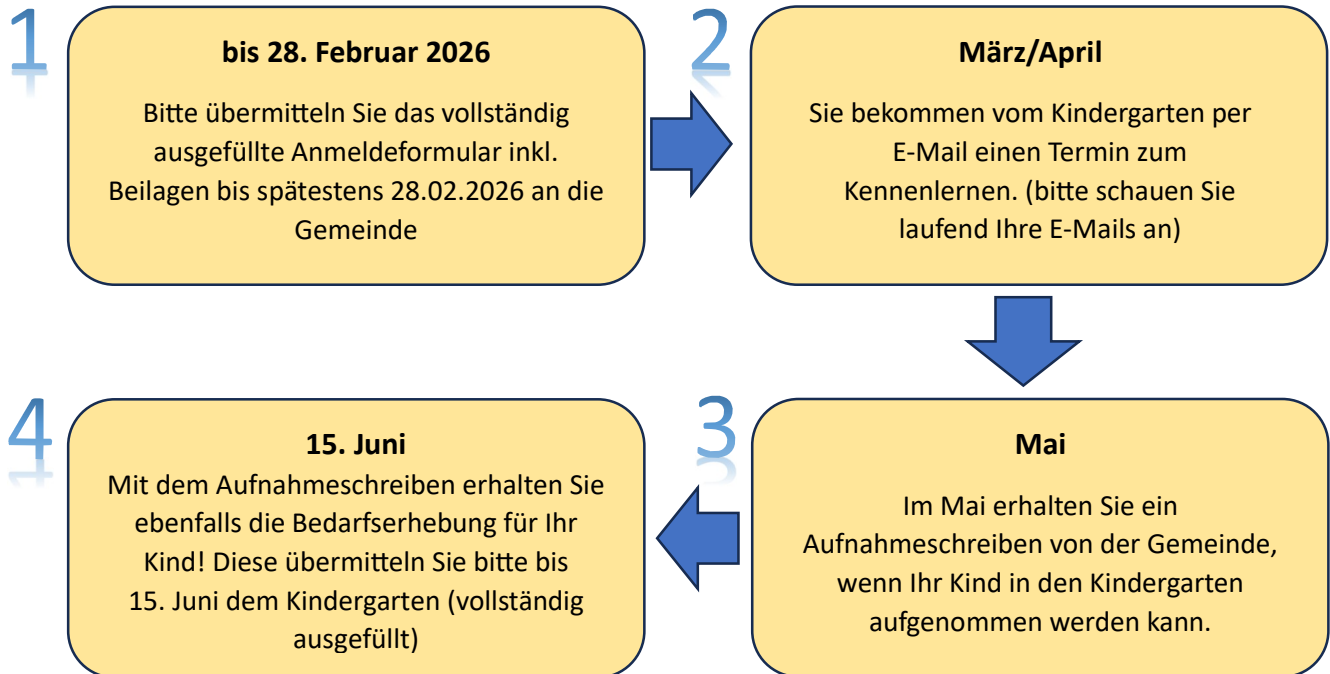 1
bis 28. Februar 2026
Bitte übermitteln Sie das vollständig
ausgefüllte Anmeldeformular inkl.
Beilagen bis spätestens 28.02.2026 an die
Gemeinde
2
März/April
Sie bekommen vom Kindergarten per
E-Mail einen Termin zum
Kennenlernen. (bitte schauen Sie
laufend Ihre E-Mails an)
3
Mai
Im Mai erhalten Sie ein
Aufnahmeschreiben von der Gemeinde,
wenn Ihr Kind in den Kindergarten
aufgenommen werden kann.
4
15. Juni
Mit dem Aufnahmeschreiben erhalten Sie
ebenfalls die Bedarfserhebung für Ihr
Kind! Diese übermitteln Sie bitte bis
15. Juni dem Kindergarten (vollständig
ausgefüllt)